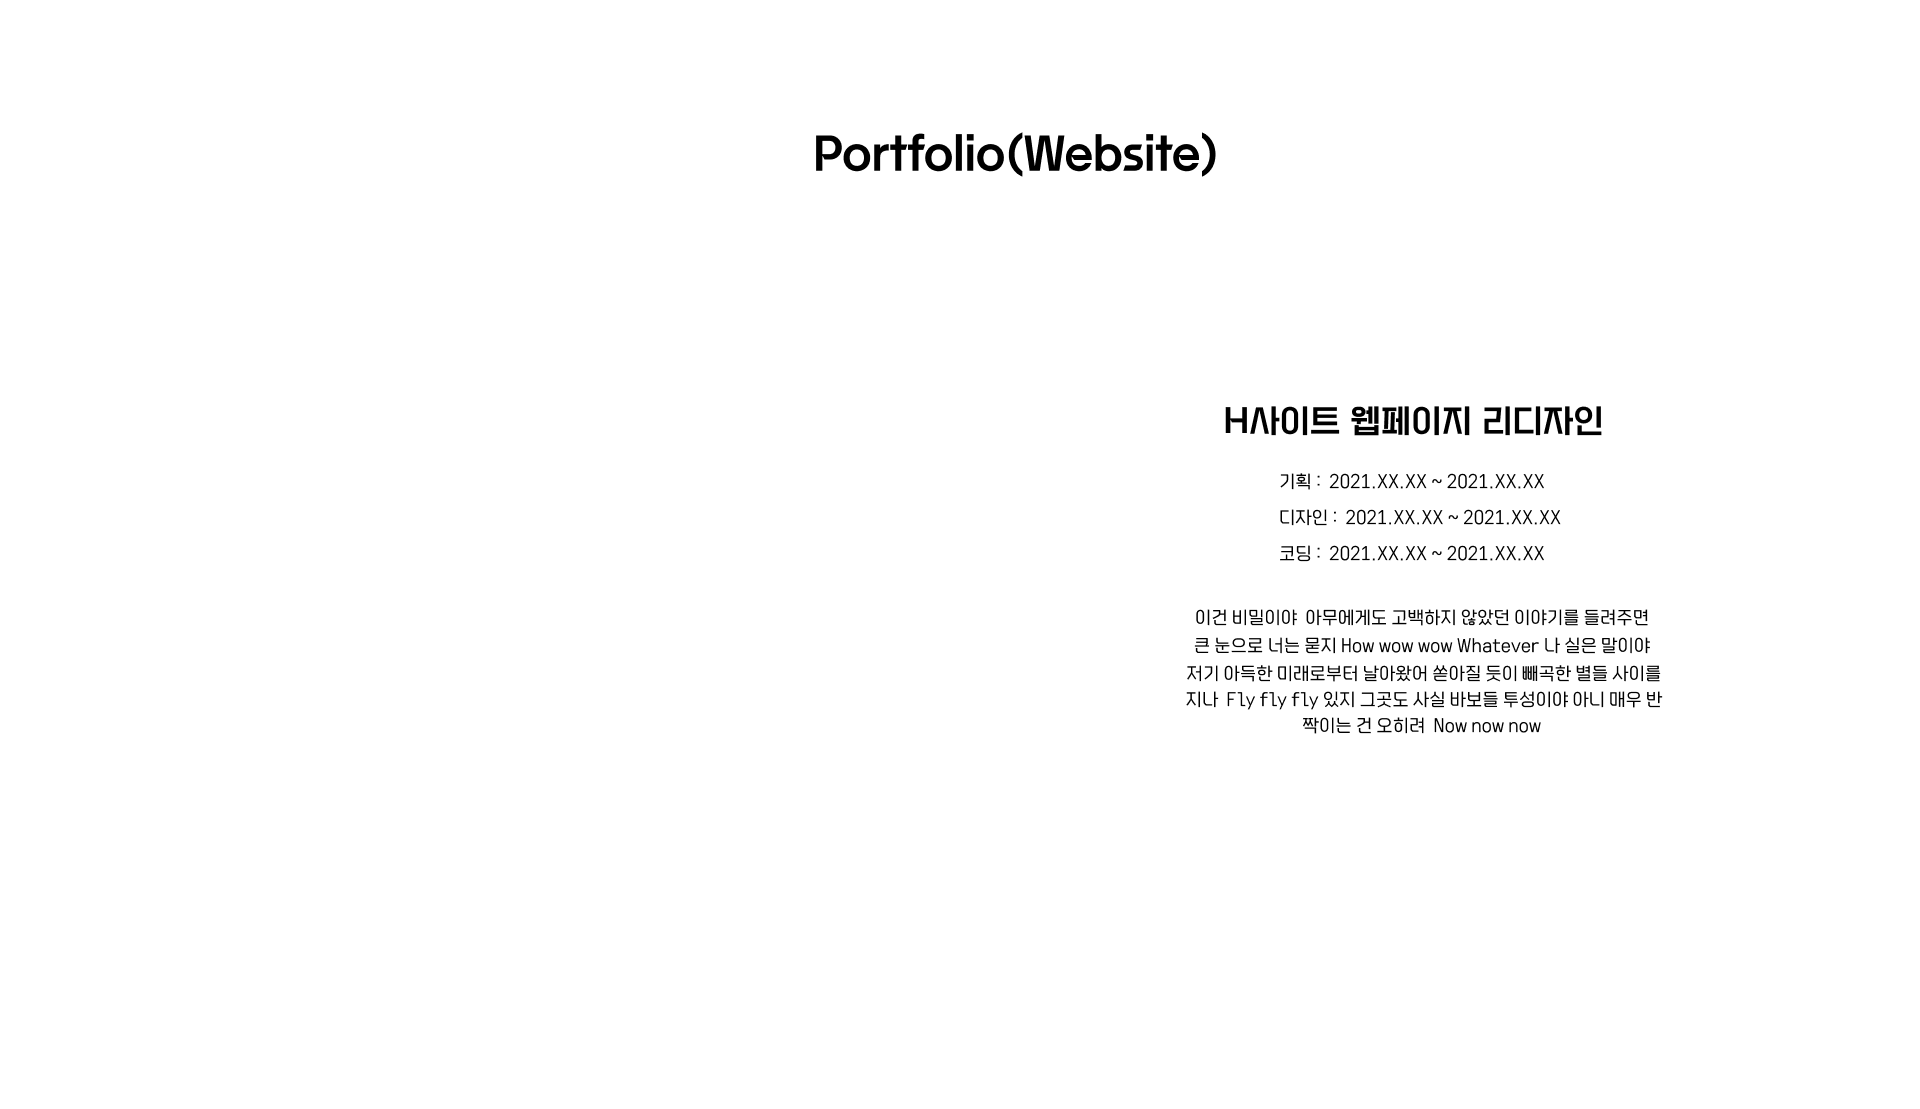 Portfolio(Website)
H사이트 웹페이지 리디자인
기획 : 2021.XX.XX ~ 2021.XX.XX
디자인 : 2021.XX.XX ~ 2021.XX.XX
코딩 : 2021.XX.XX ~ 2021.XX.XX
이건 비밀이야 아무에게도 고백하지 않았던 이야기를 들려주면
큰 눈으로 너는 묻지 How wow wow Whatever 나 실은 말이야
저기 아득한 미래로부터 날아왔어 쏟아질 듯이 빼곡한 별들 사이를
지나 Fly fly fly 있지 그곳도 사실 바보들 투성이야 아니 매우 반
짝이는 건 오히려 Now now now